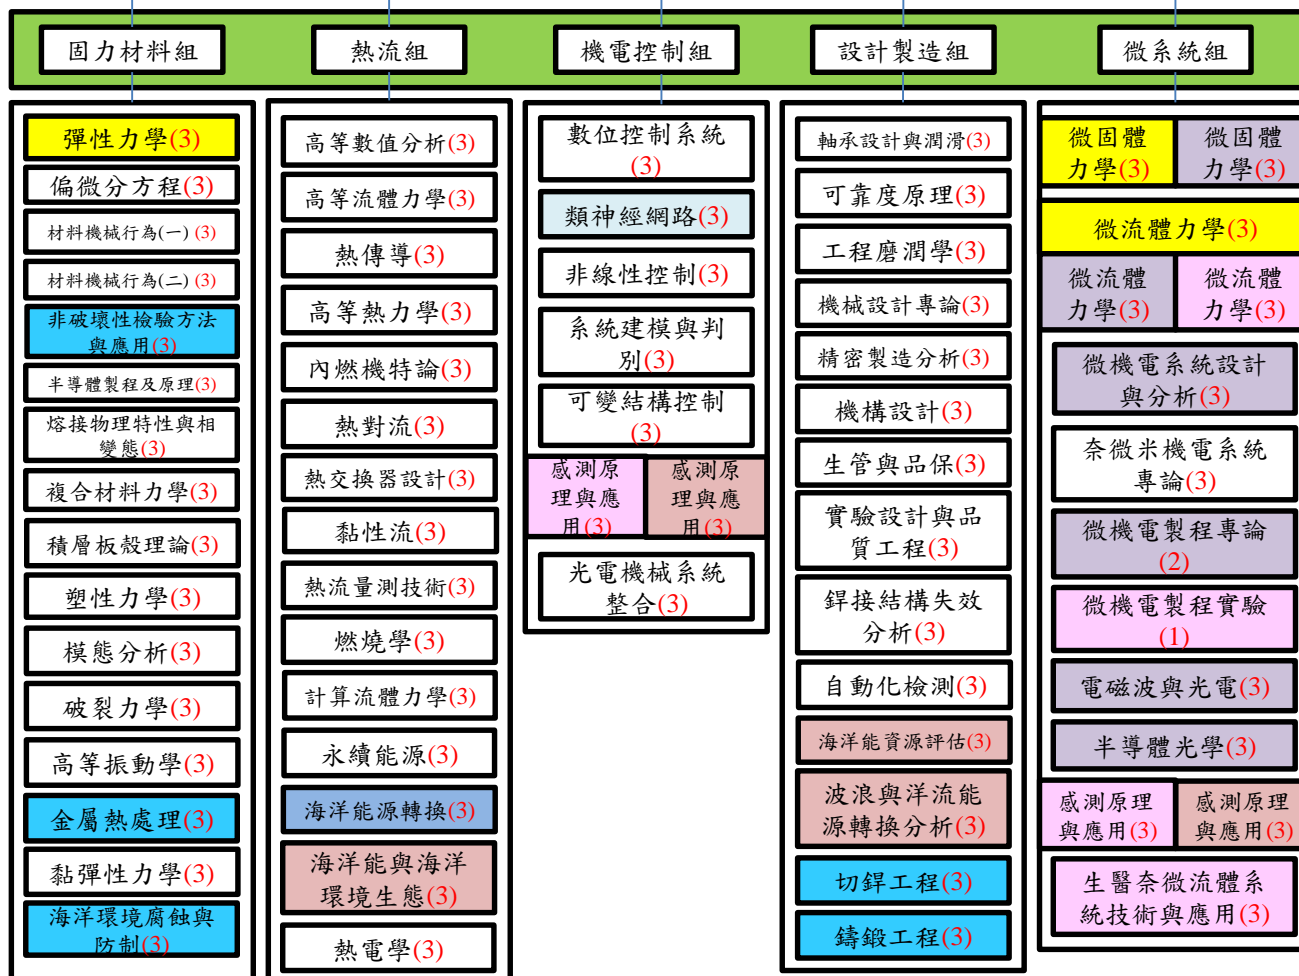 固力材料組
熱流組
機電控制組
設計製造組
微系統組
彈性力學(3)
偏微分方程(3)
材料機械行為(一) (3)
材料機械行為(二) (3)
非破壞性檢驗方法
與應用(3)
半導體製程及原理(3)
熔接物理特性與相
變態(3)
複合材料力學(3)
積層板殼理論(3)
塑性力學(3)
模態分析(3)
破裂力學(3)
高等振動學(3)
金屬熱處理(3)
黏彈性力學(3)
海洋環境腐蝕與
防制(3)
高等數值分析(3)
高等流體力學(3)
熱傳導(3)
高等熱力學(3)
內燃機特論(3)
熱對流(3)
熱交換器設計(3)
黏性流(3)
熱流量測技術(3)
燃燒學(3)
計算流體力學(3)
永續能源(3)
海洋能源轉換(3)
海洋能與海洋
環境生態(3)
熱電學(3)
數位控制系統
(3)
類神經網路(3)
非線性控制(3)
系統建模與判
別(3)
可變結構控制
(3)
感測原
理與應
用(3)
感測原
理與應
用(3)
光電機械系統
整合(3)
軸承設計與潤滑(3)
可靠度原理(3)
工程磨潤學(3)
機械設計專論(3)
精密製造分析(3)
機構設計(3)
生管與品保(3)
實驗設計與品
質工程(3)
銲接結構失效
分析(3)
自動化檢測(3)
海洋能資源評估(3)
波浪與洋流能
源轉換分析(3)
切銲工程(3)
鑄鍛工程(3)
微固體
力學(3)
微固體
力學(3)
微流體力學(3)
微流體
力學(3)
微流體
力學(3)
微機電系統設計
與分析(3)
奈微米機電系統
專論(3)
微機電製程專論
(2)
微機電製程實驗
(1)
電磁波與光電(3)
半導體光學(3)
感測原理
與應用(3)
感測原理
與應用(3)
生醫奈微流體系
統技術與應用(3)